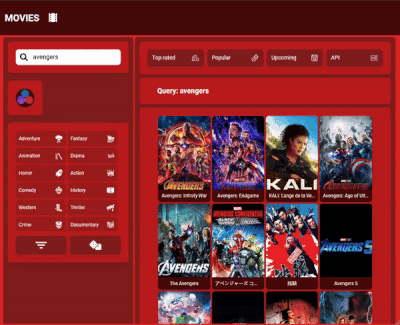 MOVIES
avengers
Top rated
Popular
Upcoming
API
Query: avengers
Adventure
Fantasy
Animation
Drama
Horror
Action
Comedy
History
Western
Thriller
Crime
Documentary
AVENGERS
KALI
Avengers: Infinity War
Avengers: Endgame
KALI: L'ange de la Ve...
Avengers: Age of Ult...
AVENGERS CONFIDENTIAL
AVENGERS
AVENGERS 5
The Avengers
アベンジャーズ コ...
Avengers 5